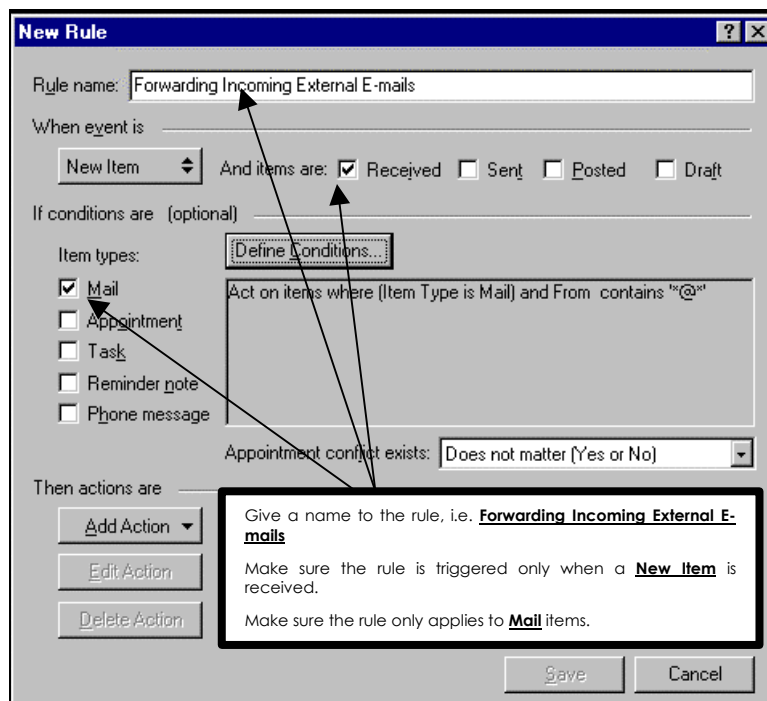 New Rule
Rule name: Forwarding Incoming External E-mails
When event is
New Item And items are: Received Sent Posted Draft
If conditions are (optional)
Item types: Define Conditions...
Mail Act on items where (Item Type is Mail) and From contains '*@*'
Appointment
Task
Reminder note
Phone message
Appointment conflict exists: Does not matter (Yes or No)
Then actions are
Add Action
Edit Action
Delete Action
Give a name to the rule, i.e. Forwarding Incoming External E-
mails
Make sure the rule is triggered only when a New Item is
received.
Make sure the rule only applies to Mail items.
Save Cancel